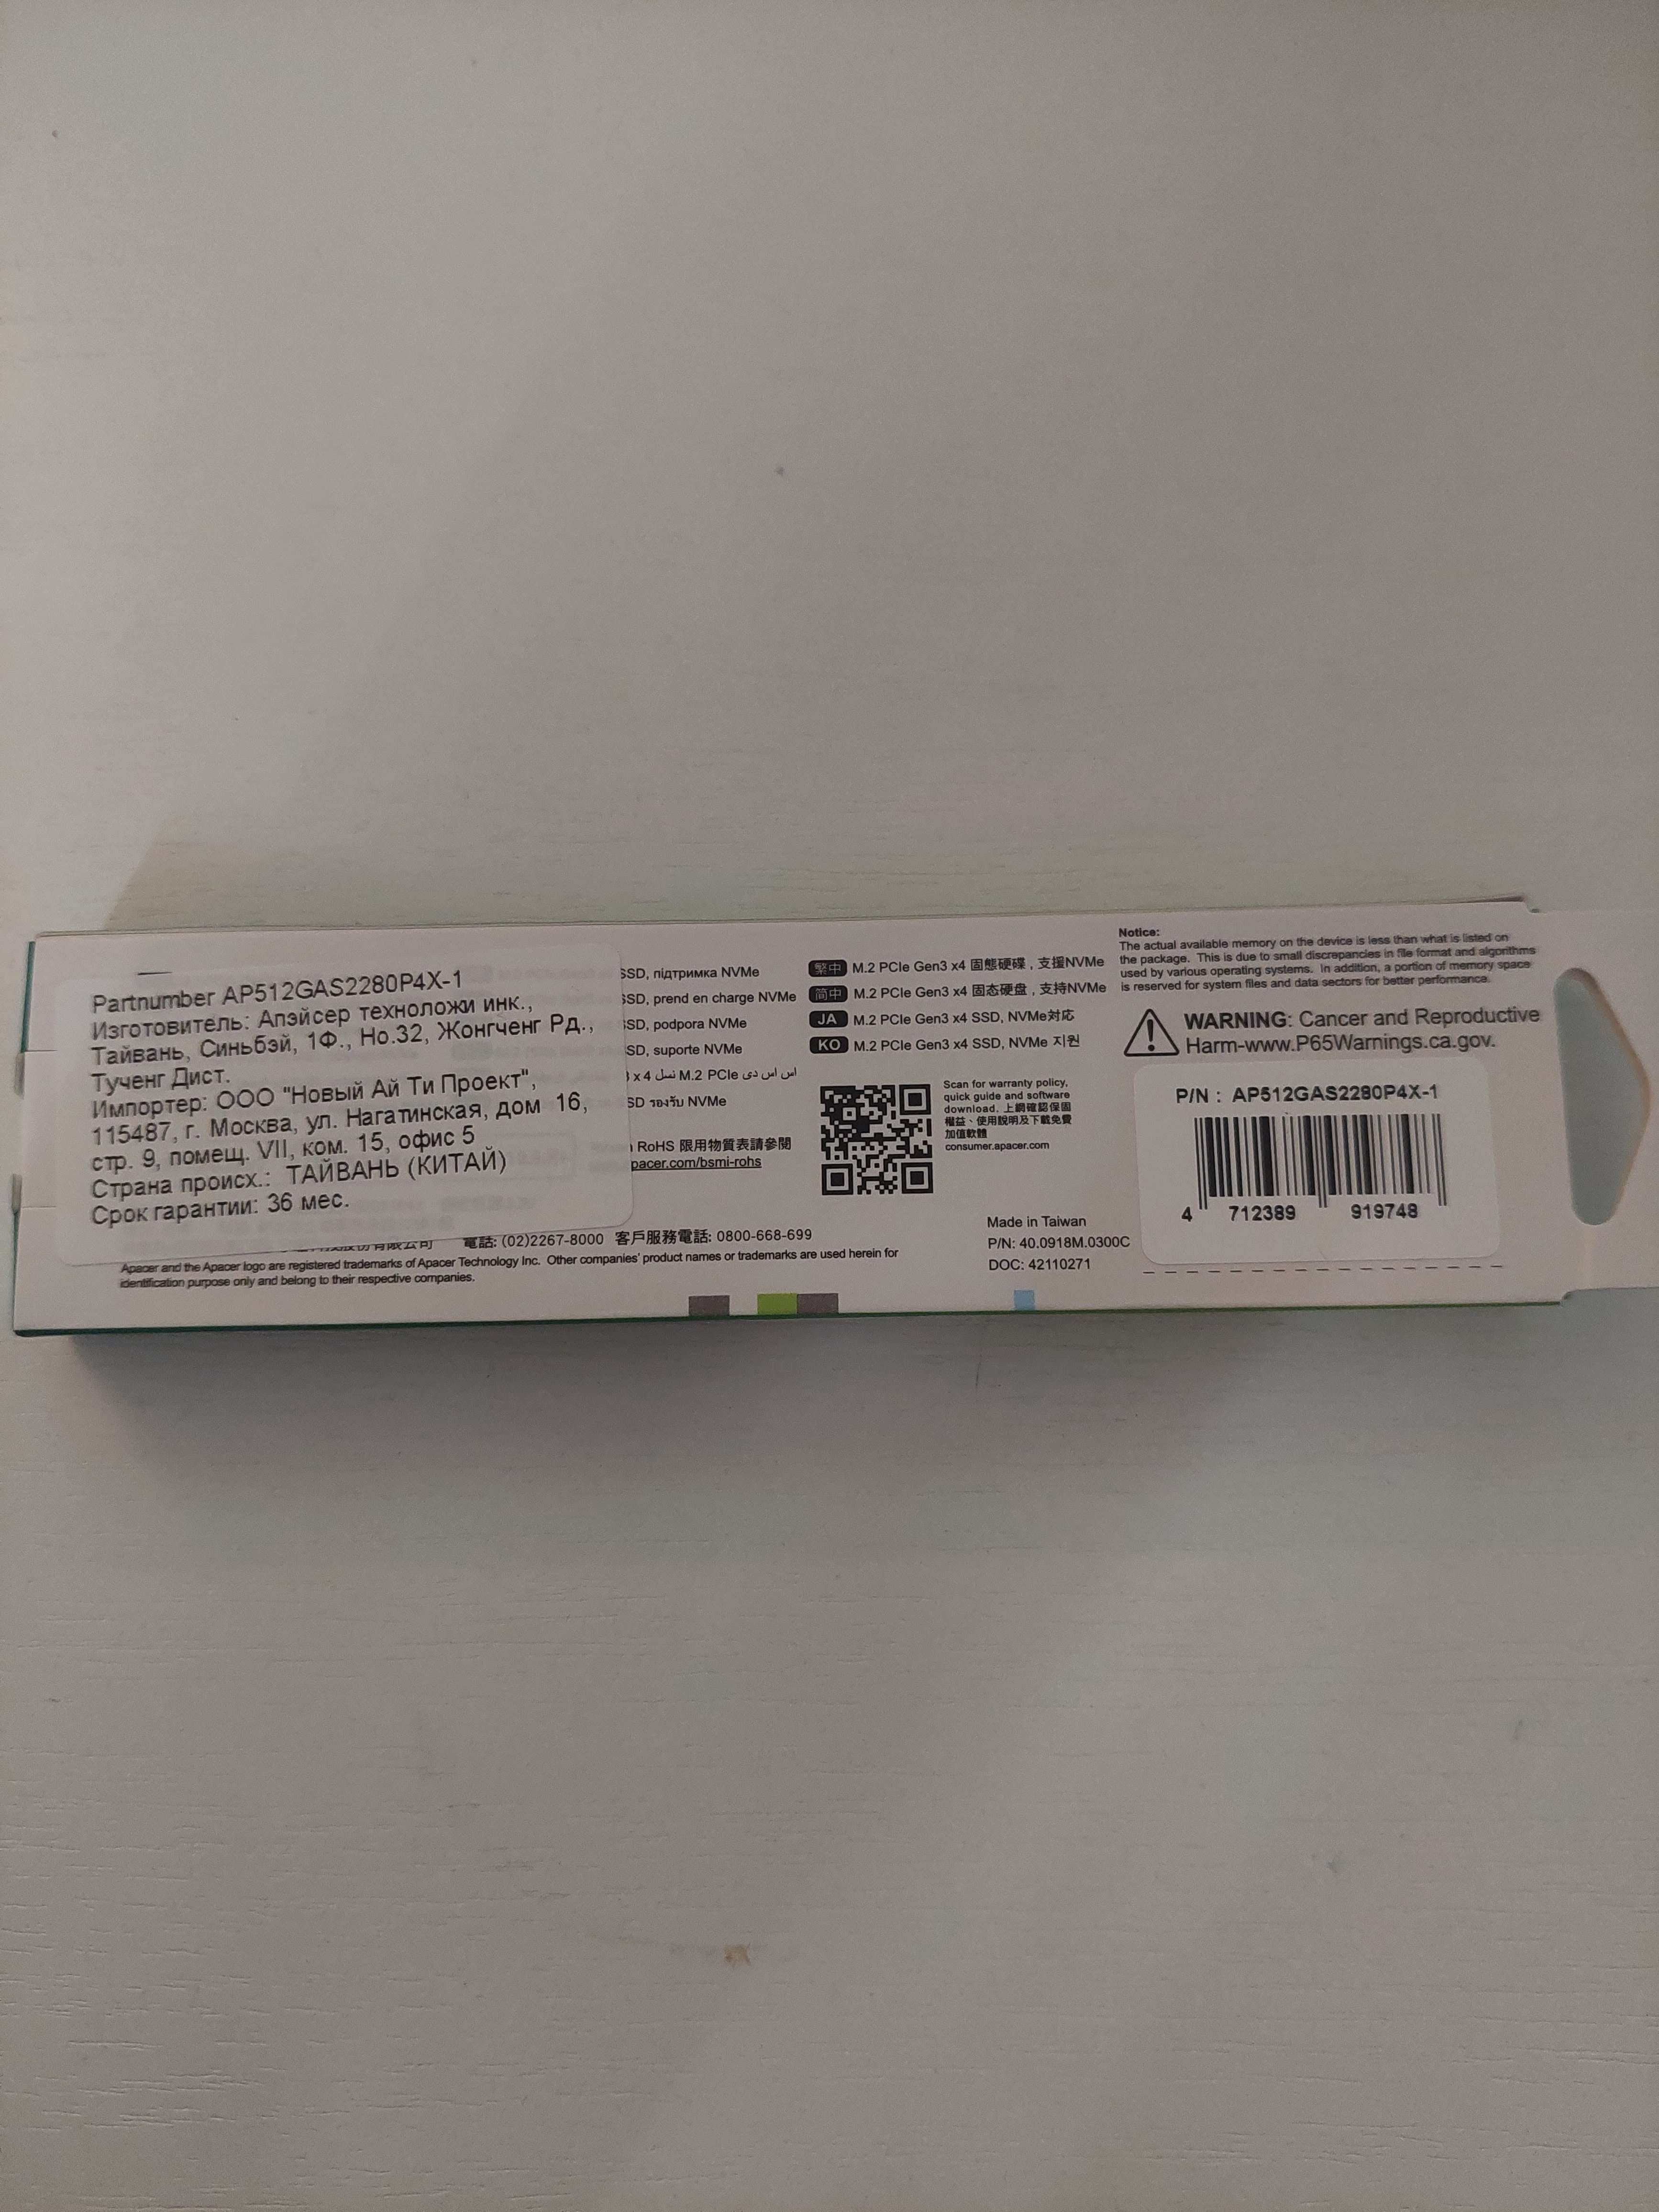 Partnumber AP512GAS2280P4X-1
Изготовитель: Апэйсер техноложи инк.,
Тайвань, Синьбэй, 1Ф., Но.32, Жонгченг Рд.,
Тученг Дист.
Импортер: ООО "Новый Ай Ти Проект",
115487, г. Москва, ул. Нагатинская, дом 16,
стр. 9, помещ. VII, ком. 15, офис 5
Страна происх.: ТАЙВАНЬ (КИТАЙ)
Срок гарантии: 36 мес.
SSD, підтримка NVMe
SSD, prend en charge NVMe
SSD, podpora NVMe
SD, suporte NVMe
x 4 نسل M.2 PCIe اس اس دی
SD รองรับ NVMe
RoHS 限用物質表請參閱
pacer.com/bsmi-rohs
電話: (02)2267-8000 客戶服務電話: 0800-668-699
Apacer and the Apacer logo are registered trademarks of Apacer Technology Inc. Other companies' product names or trademarks are used herein for
identification purpose only and belong to their respective companies.
繁中 M.2 PCIe Gen3 x4 固態硬碟 , 支援NVMe
简中 M.2 PCIe Gen3 x4 固态硬盘 , 支持NVMe
JA M.2 PCIe Gen3 x4 SSD, NVMe対応
KO M.2 PCIe Gen3 x4 SSD, NVMe 지원
Scan for warranty policy,
quick guide and software
download. 上網確認保固
權益、使用說明及下載免費
加值軟體
consumer.apacer.com
Made in Taiwan
P/N: 40.0918M.0300C
DOC: 42110271
Notice:
The actual available memory on the device is less than what is listed on
the package. This is due to small discrepancies in file format and algorithms
used by various operating systems. In addition, a portion of memory space
is reserved for system files and data sectors for better performance.
WARNING: Cancer and Reproductive
Harm-www.P65Warnings.ca.gov.
P/N : AP512GAS2280P4X-1
4 712389 919748